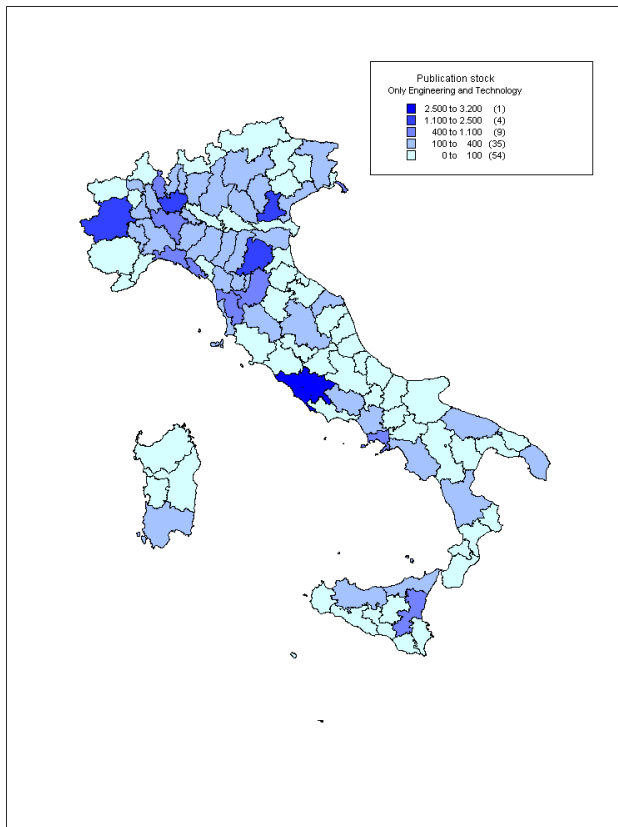 Publication stock
Only Engineering and Technology
2.500 to 3.200 (1)
1.100 to 2.500 (4)
400 to 1.100 (9)
100 to 400 (35)
0 to 100 (54)